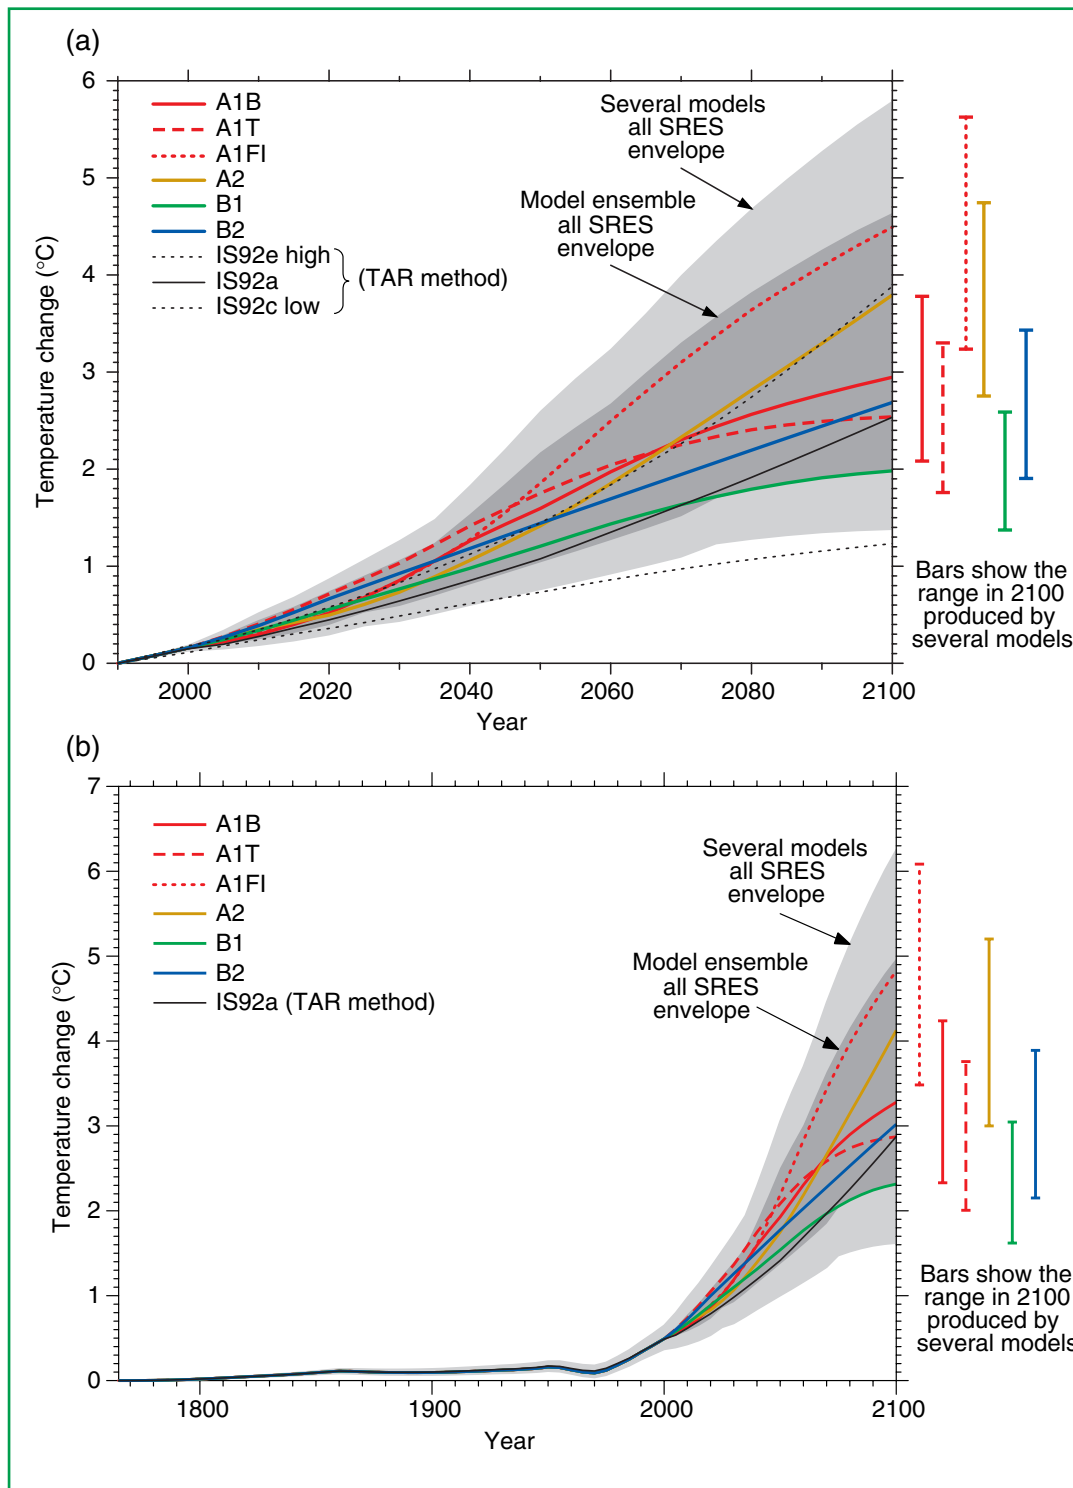 (a)
6
5
4
3
2
1
0
Temperature change (°C)
A1B
A1T
A1FI
A2
B1
B2
IS92e high
IS92a
IS92c low
(TAR method)
Several models
all SRES
envelope
Model ensemble
all SRES
envelope
2000
2020
2040
2060
2080
2100
Year
Bars show the
range in 2100
produced by
several models
(b)
7
6
5
4
3
2
1
0
Temperature change (°C)
A1B
A1T
A1FI
A2
B1
B2
IS92a (TAR method)
Several models
all SRES
envelope
Model ensemble
all SRES
envelope
1800
1900
2000
2100
Year
Bars show the
range in 2100
produced by
several models